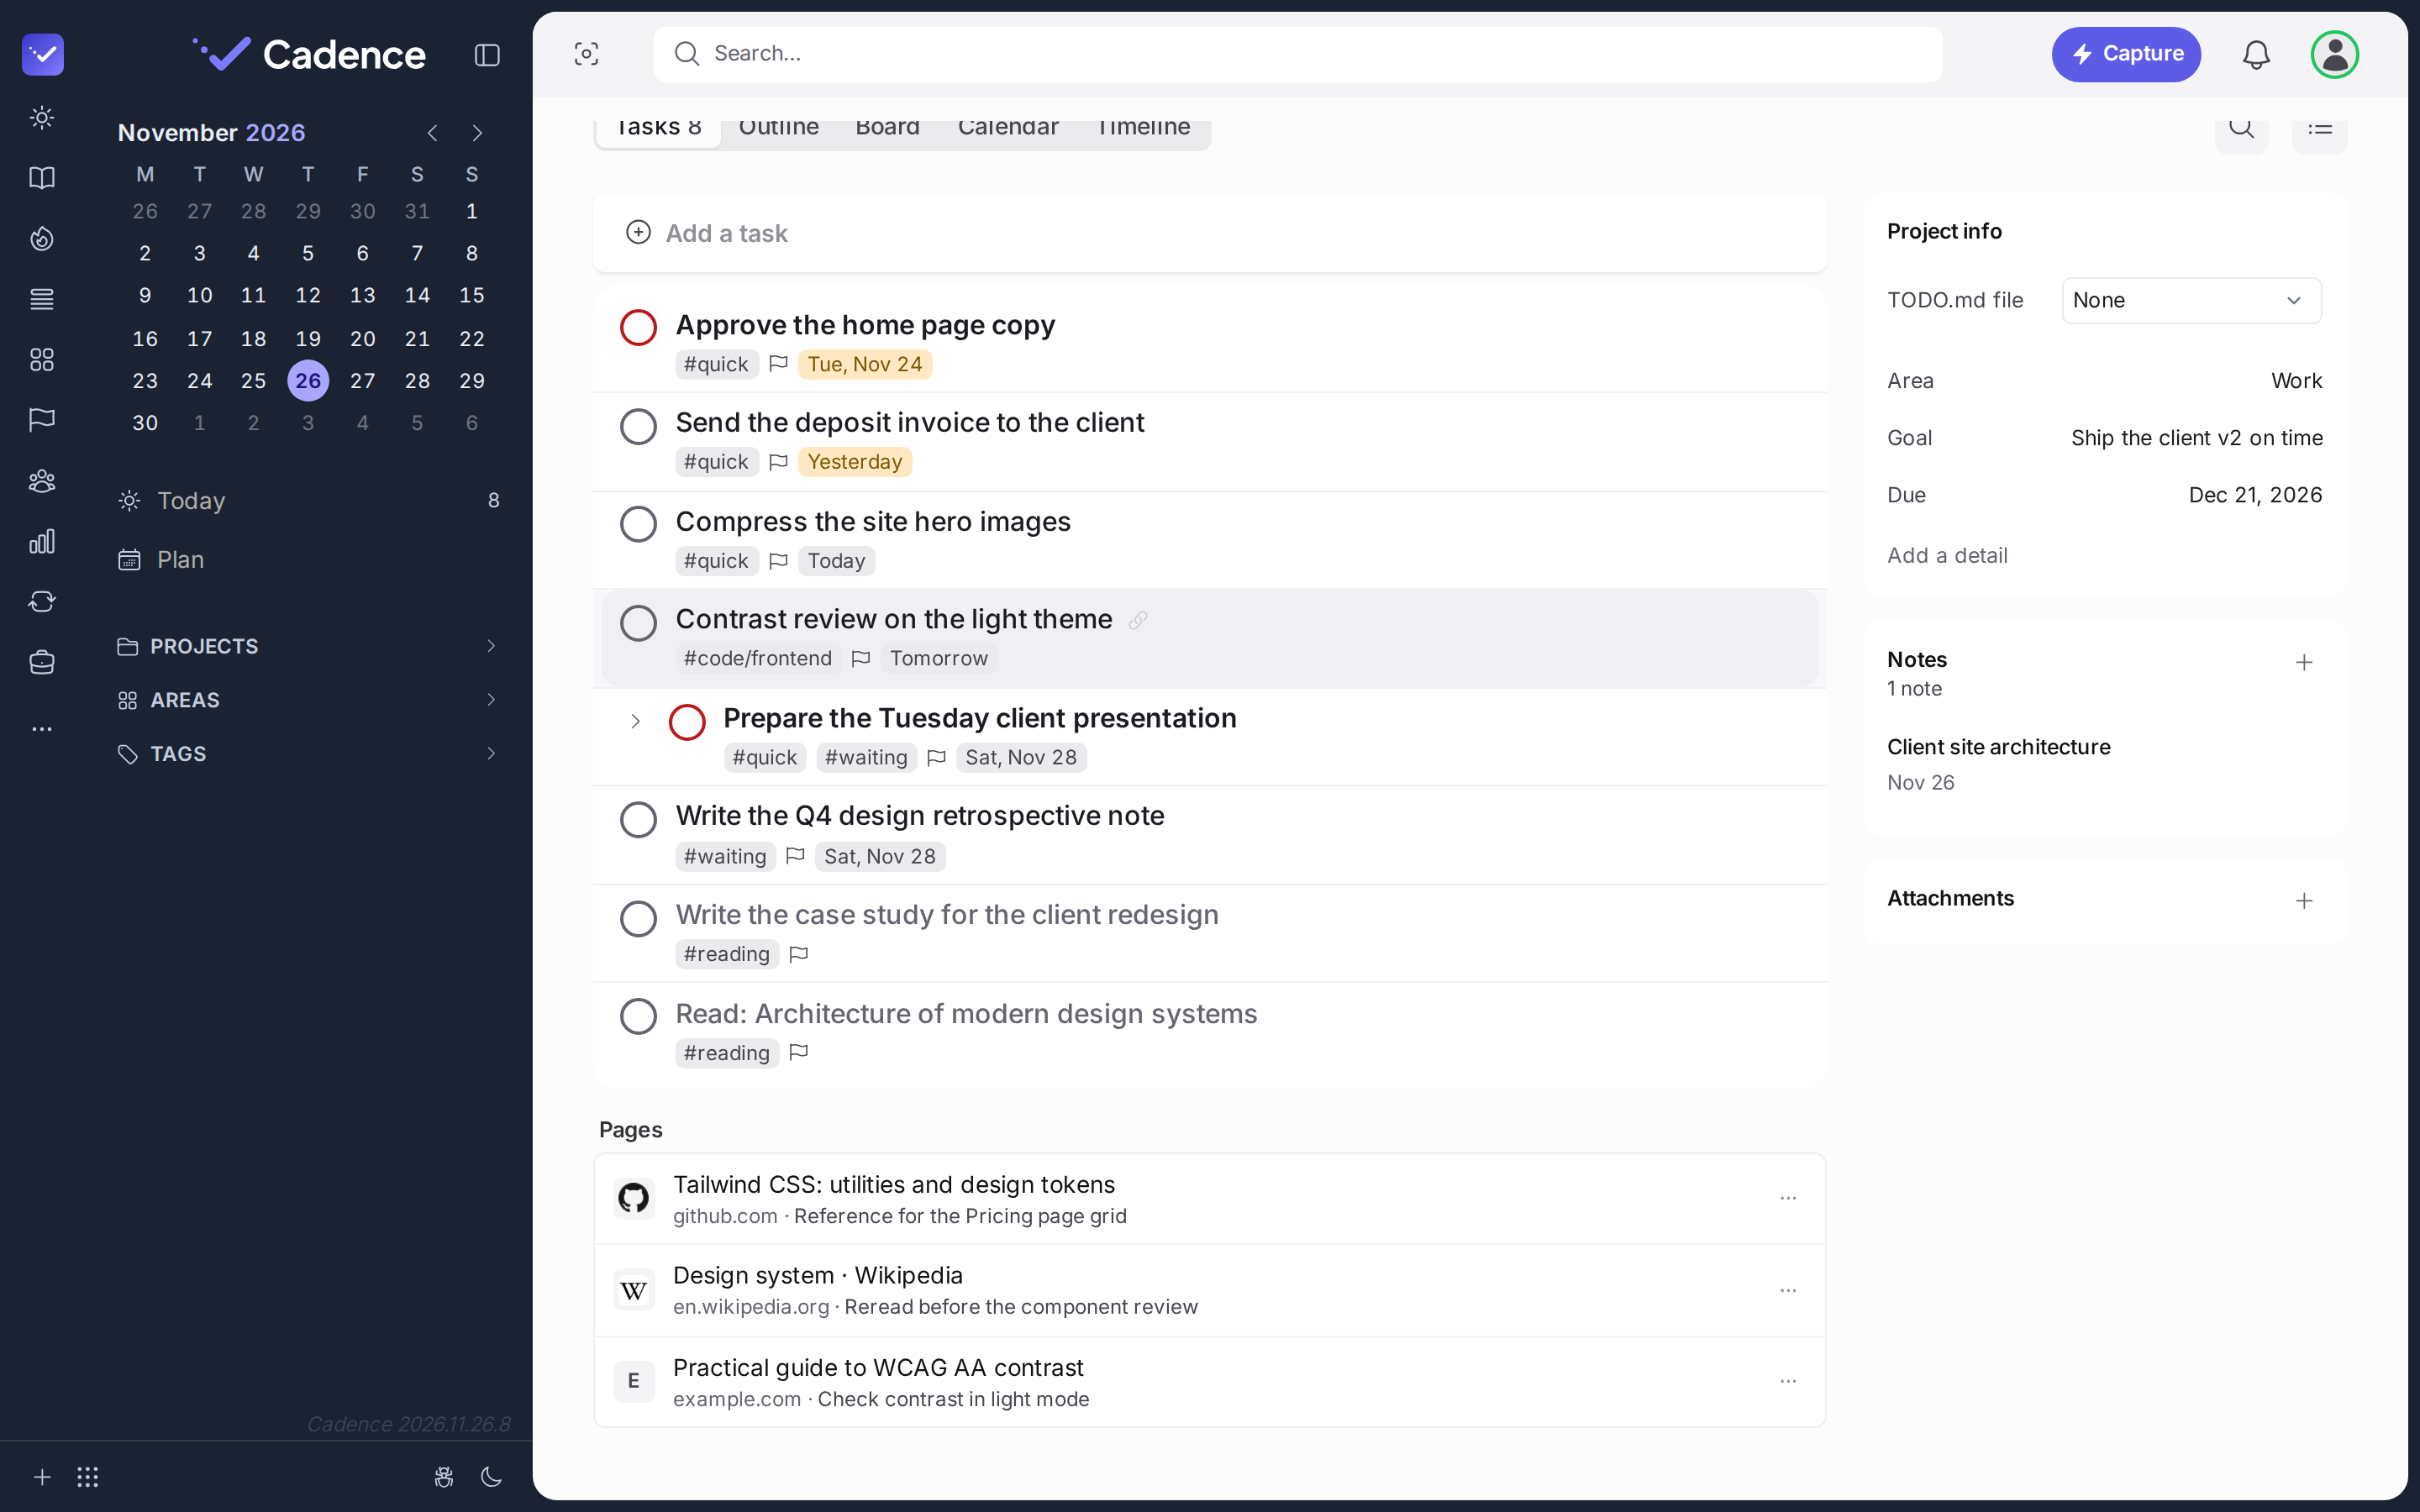 Cadence
November 2026
M T W T F S S
26 27 28 29 30 31 1
2 3 4 5 6 7 8
9 10 11 12 13 14 15
16 17 18 19 20 21 22
23 24 25 26 27 28 29
30 1 2 3 4 5 6
Today 8
Plan
PROJECTS
AREAS
TAGS
Cadence 2026.11.26.8
Search...
Capture
Tasks 8 Outline Board Calendar Timeline
Add a task
Approve the home page copy
#quick Tue, Nov 24
Send the deposit invoice to the client
#quick Yesterday
Compress the site hero images
#quick Today
Contrast review on the light theme
#code/frontend Tomorrow
Prepare the Tuesday client presentation
#quick #waiting Sat, Nov 28
Write the Q4 design retrospective note
#waiting Sat, Nov 28
Write the case study for the client redesign
#reading
Read: Architecture of modern design systems
#reading
Pages
Tailwind CSS: utilities and design tokens
github.com · Reference for the Pricing page grid
W
Design system · Wikipedia
en.wikipedia.org · Reread before the component review
E
Practical guide to WCAG AA contrast
example.com · Check contrast in light mode
Project info
TODO.md file None
Area Work
Goal Ship the client v2 on time
Due Dec 21, 2026
Add a detail
Notes
1 note
Client site architecture
Nov 26
Attachments